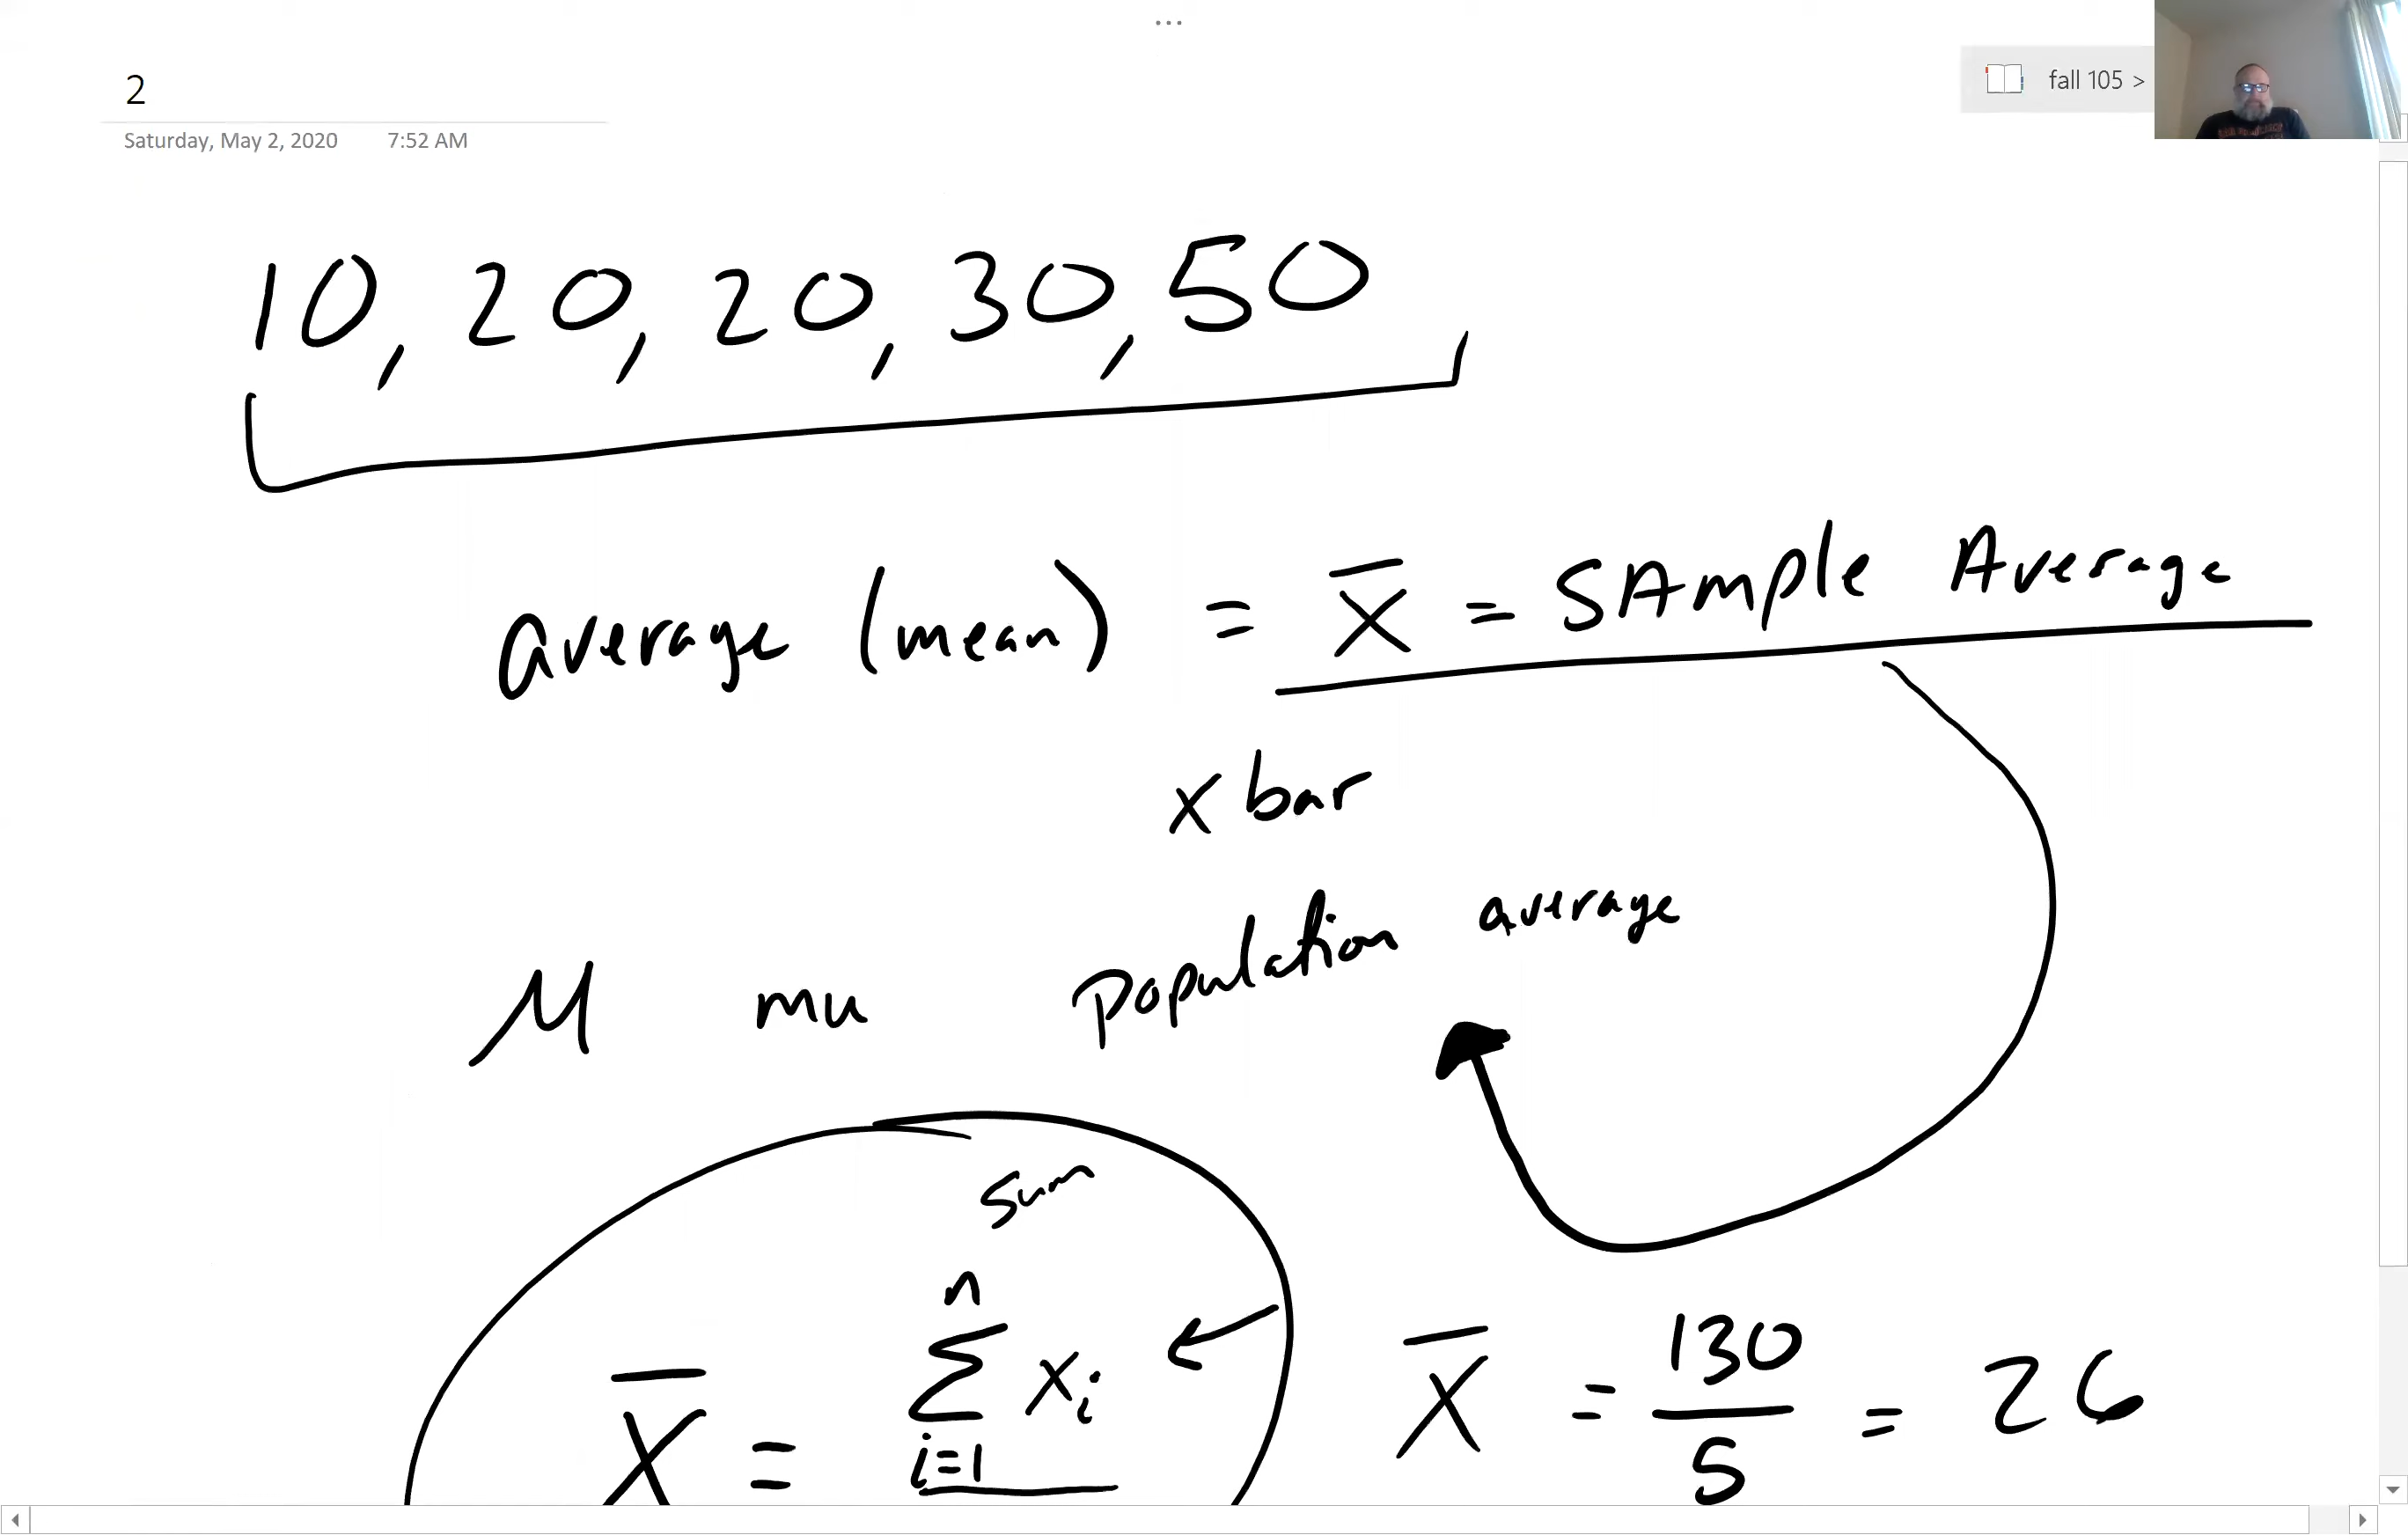 ...
2
fall 105 >
Saturday, May 2, 2020 7:52 AM
10, 20, 20, 30, 50
average (mean) = x̄ = SAmple Average
x bar
μ mu population average
sum
n
∑ xᵢ
i=1
X̄ =
X̄ = 130/5 = 26